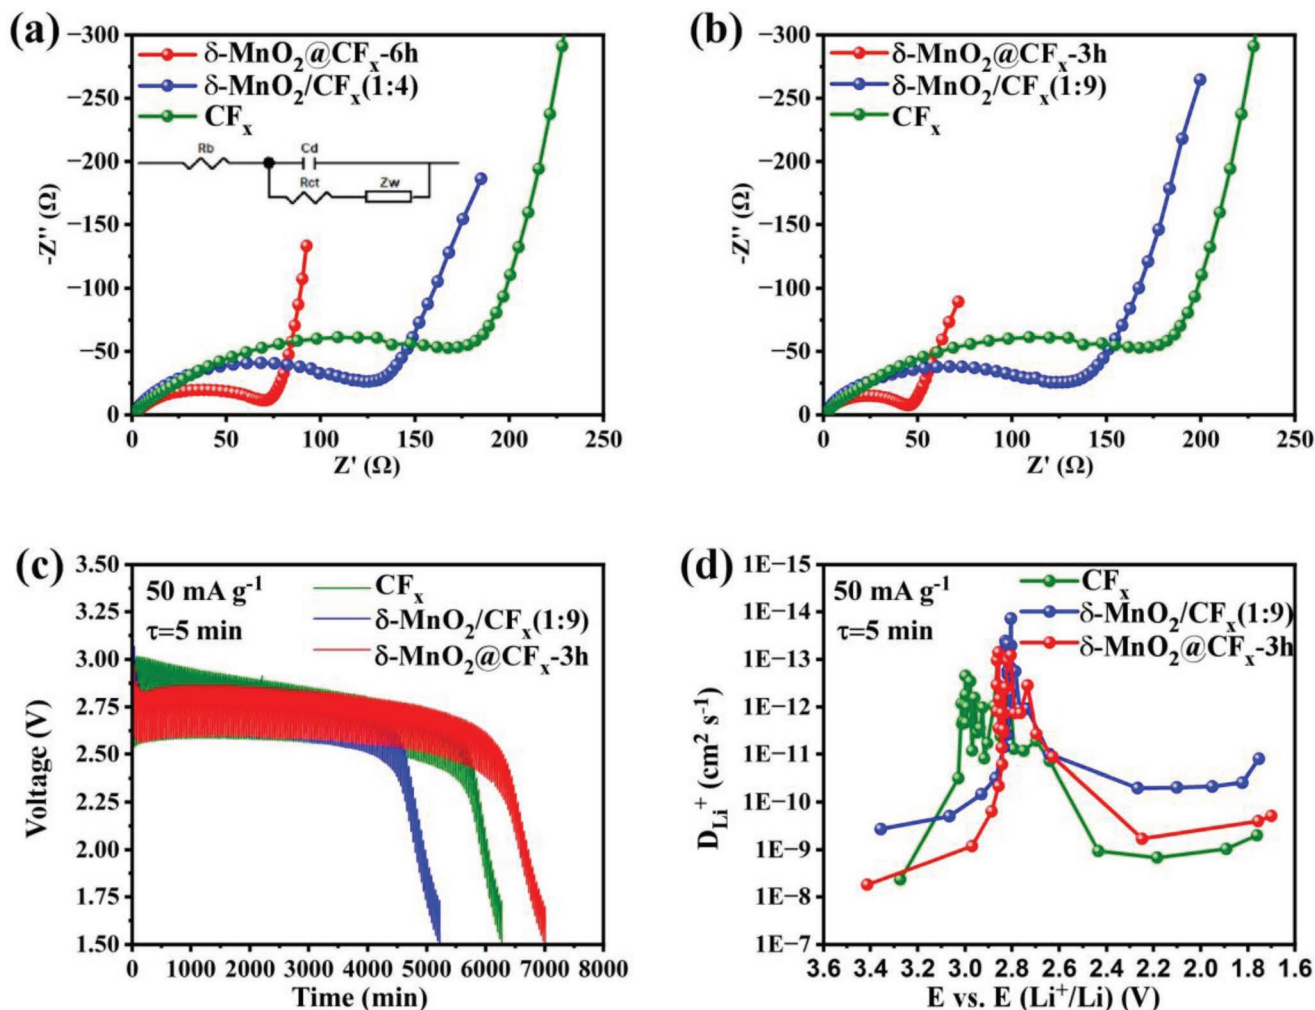 (a)
δ-MnO₂@CFₓ-6h
δ-MnO₂/CFₓ(1:4)
CFₓ
Rb
Cd
Rct
Zw
-300
-250
-200
-150
-100
-50
0
-Z'' (Ω)
0 50 100 150 200 250
Z' (Ω)
(b)
δ-MnO₂@CFₓ-3h
δ-MnO₂/CFₓ(1:9)
CFₓ
-300
-250
-200
-150
-100
-50
0
-Z'' (Ω)
0 50 100 150 200 250
Z' (Ω)
(c)
50 mA g⁻¹
τ=5 min
CFₓ
δ-MnO₂/CFₓ(1:9)
δ-MnO₂@CFₓ-3h
3.50
3.25
3.00
2.75
2.50
2.25
2.00
1.75
1.50
Voltage (V)
0 1000 2000 3000 4000 5000 6000 7000 8000
Time (min)
(d)
50 mA g⁻¹
τ=5 min
CFₓ
δ-MnO₂/CFₓ(1:9)
δ-MnO₂@CFₓ-3h
1E-15
1E-14
1E-13
1E-12
1E-11
1E-10
1E-9
1E-8
1E-7
D_Li⁺ (cm² s⁻¹)
3.6 3.4 3.2 3.0 2.8 2.6 2.4 2.2 2.0 1.8 1.6
E vs. E (Li⁺/Li) (V)